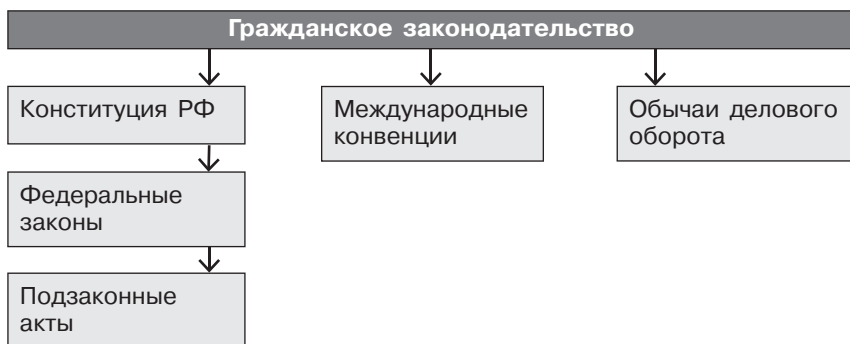 Гражданское законодательство
Конституция РФ
Международные
конвенции
Обычаи делового
оборота
Федеральные
законы
Подзаконные
акты